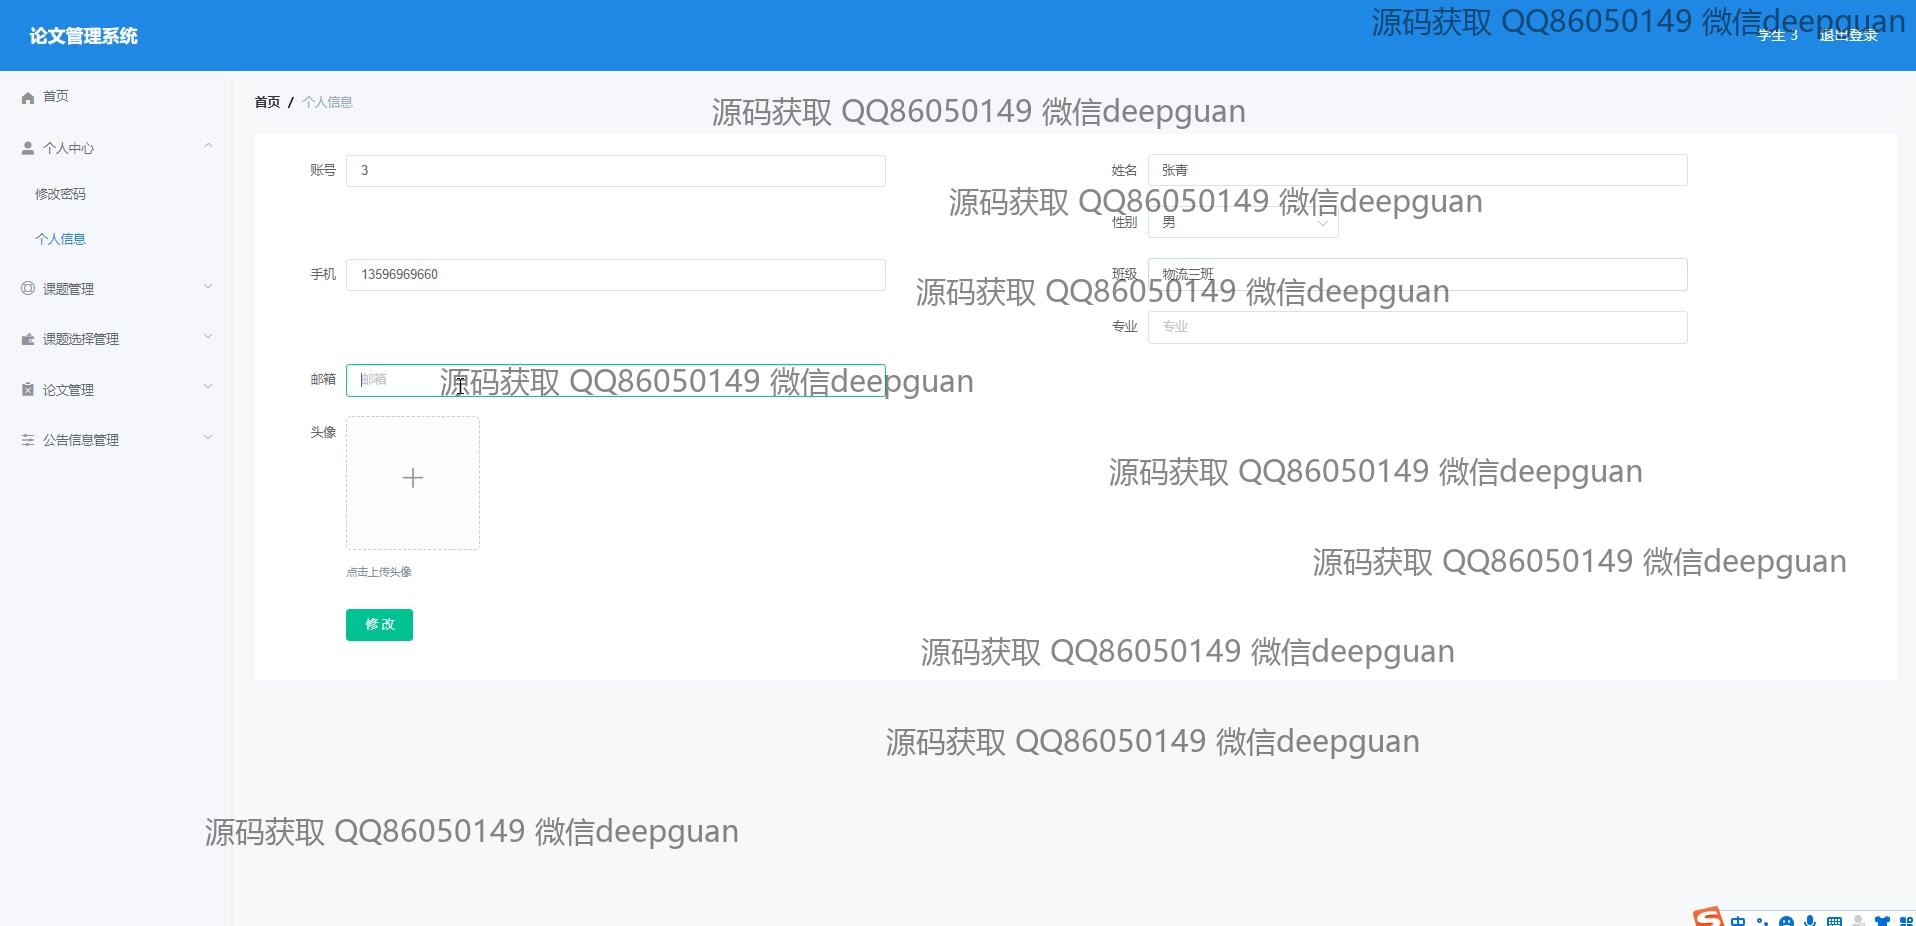 论文管理系统
源码获取 QQ86050149 微信deepguan
学生 3
退出登录
首页
首页 / 个人信息
源码获取 QQ86050149 微信deepguan
个人中心
修改密码
个人信息
课题管理
课题选择管理
论文管理
公告信息管理
账号 3
姓名 张青
源码获取 QQ86050149 微信deepguan
性别 男
手机 13596969660
班级 物流三班
源码获取 QQ86050149 微信deepguan
专业 专业
邮箱 邮箱
源码获取 QQ86050149 微信deepguan
头像
源码获取 QQ86050149 微信deepguan
点击上传头像
源码获取 QQ86050149 微信deepguan
修改
源码获取 QQ86050149 微信deepguan
源码获取 QQ86050149 微信deepguan
源码获取 QQ86050149 微信deepguan
中